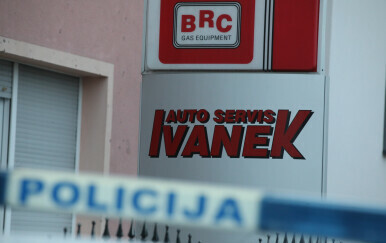 BRC
GAS EQUIPMENT
AUTO SERVIS
IVANEK
POLICIJA